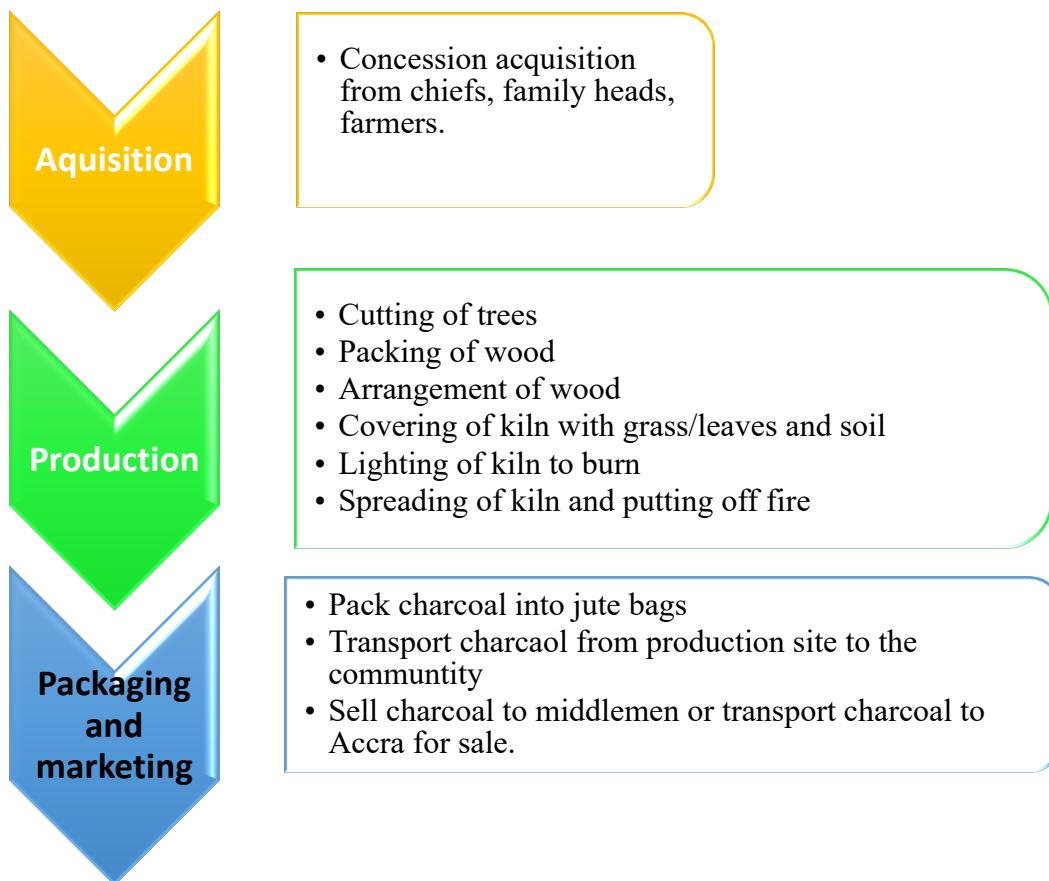 Aquisition
• Concession acquisition
from chiefs, family heads,
farmers.
Production
• Cutting of trees
• Packing of wood
• Arrangement of wood
• Covering of kiln with grass/leaves and soil
• Lighting of kiln to burn
• Spreading of kiln and putting off fire
Packaging
and
marketing
• Pack charcoal into jute bags
• Transport charcaol from production site to the
communtity
• Sell charcoal to middlemen or transport charcoal to
Accra for sale.